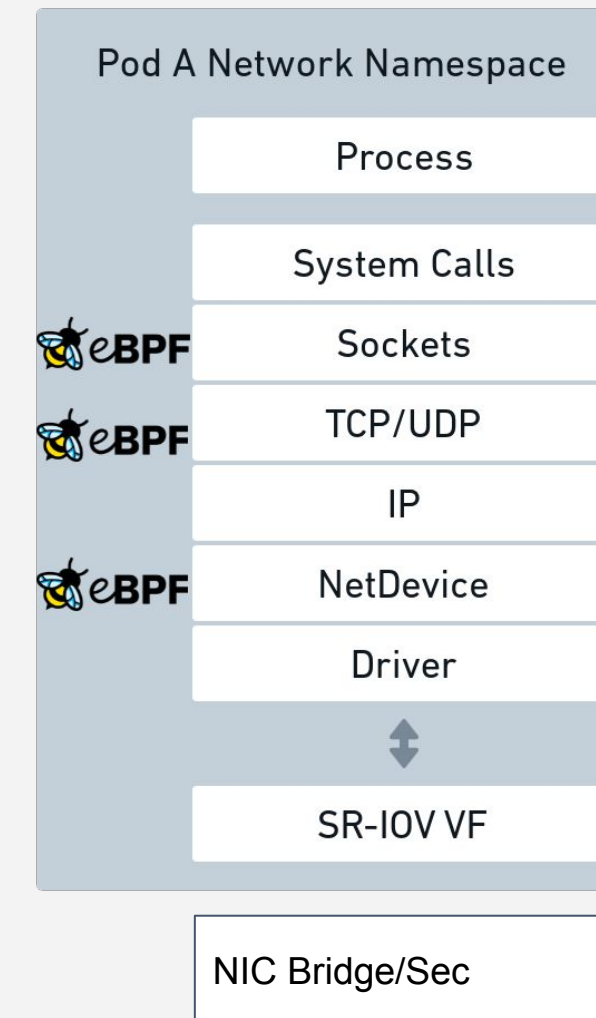 Pod A Network Namespace
Process
System Calls
eBPF
Sockets
eBPF
TCP/UDP
IP
eBPF
NetDevice
Driver
SR-IOV VF
NIC Bridge/Sec